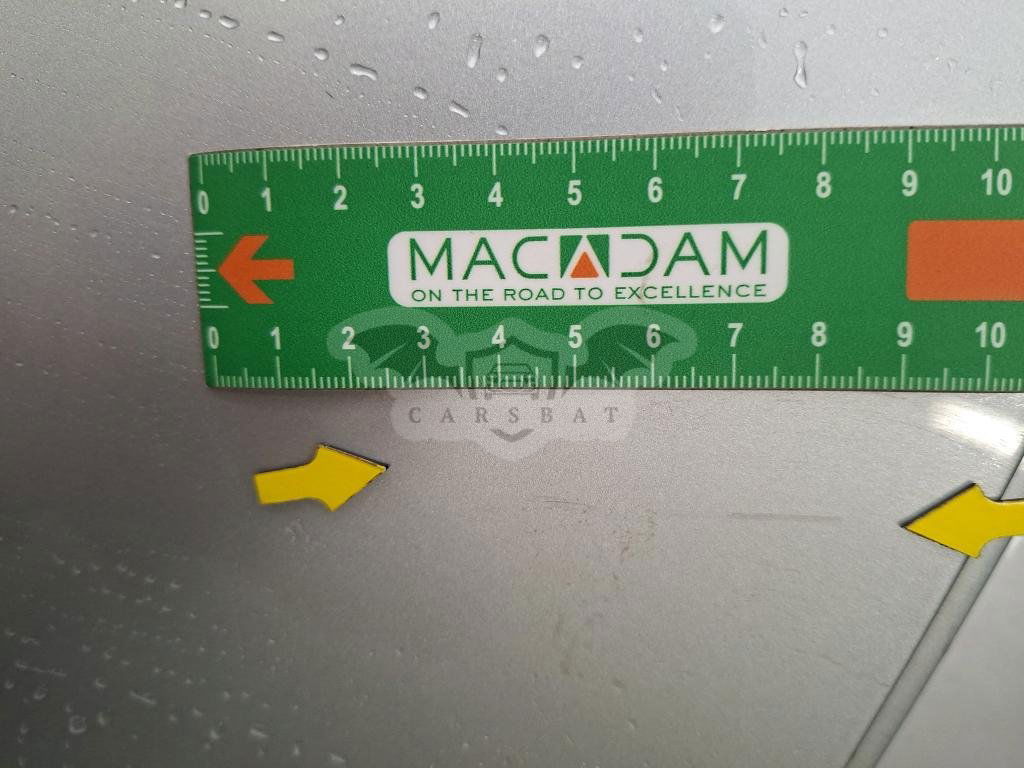 0 1 2 3 4 5 6 7 8 9 10
MACADAM
ON THE ROAD TO EXCELLENCE
0 1 2 3 4 5 6 7 8 9 10
CARSBAT